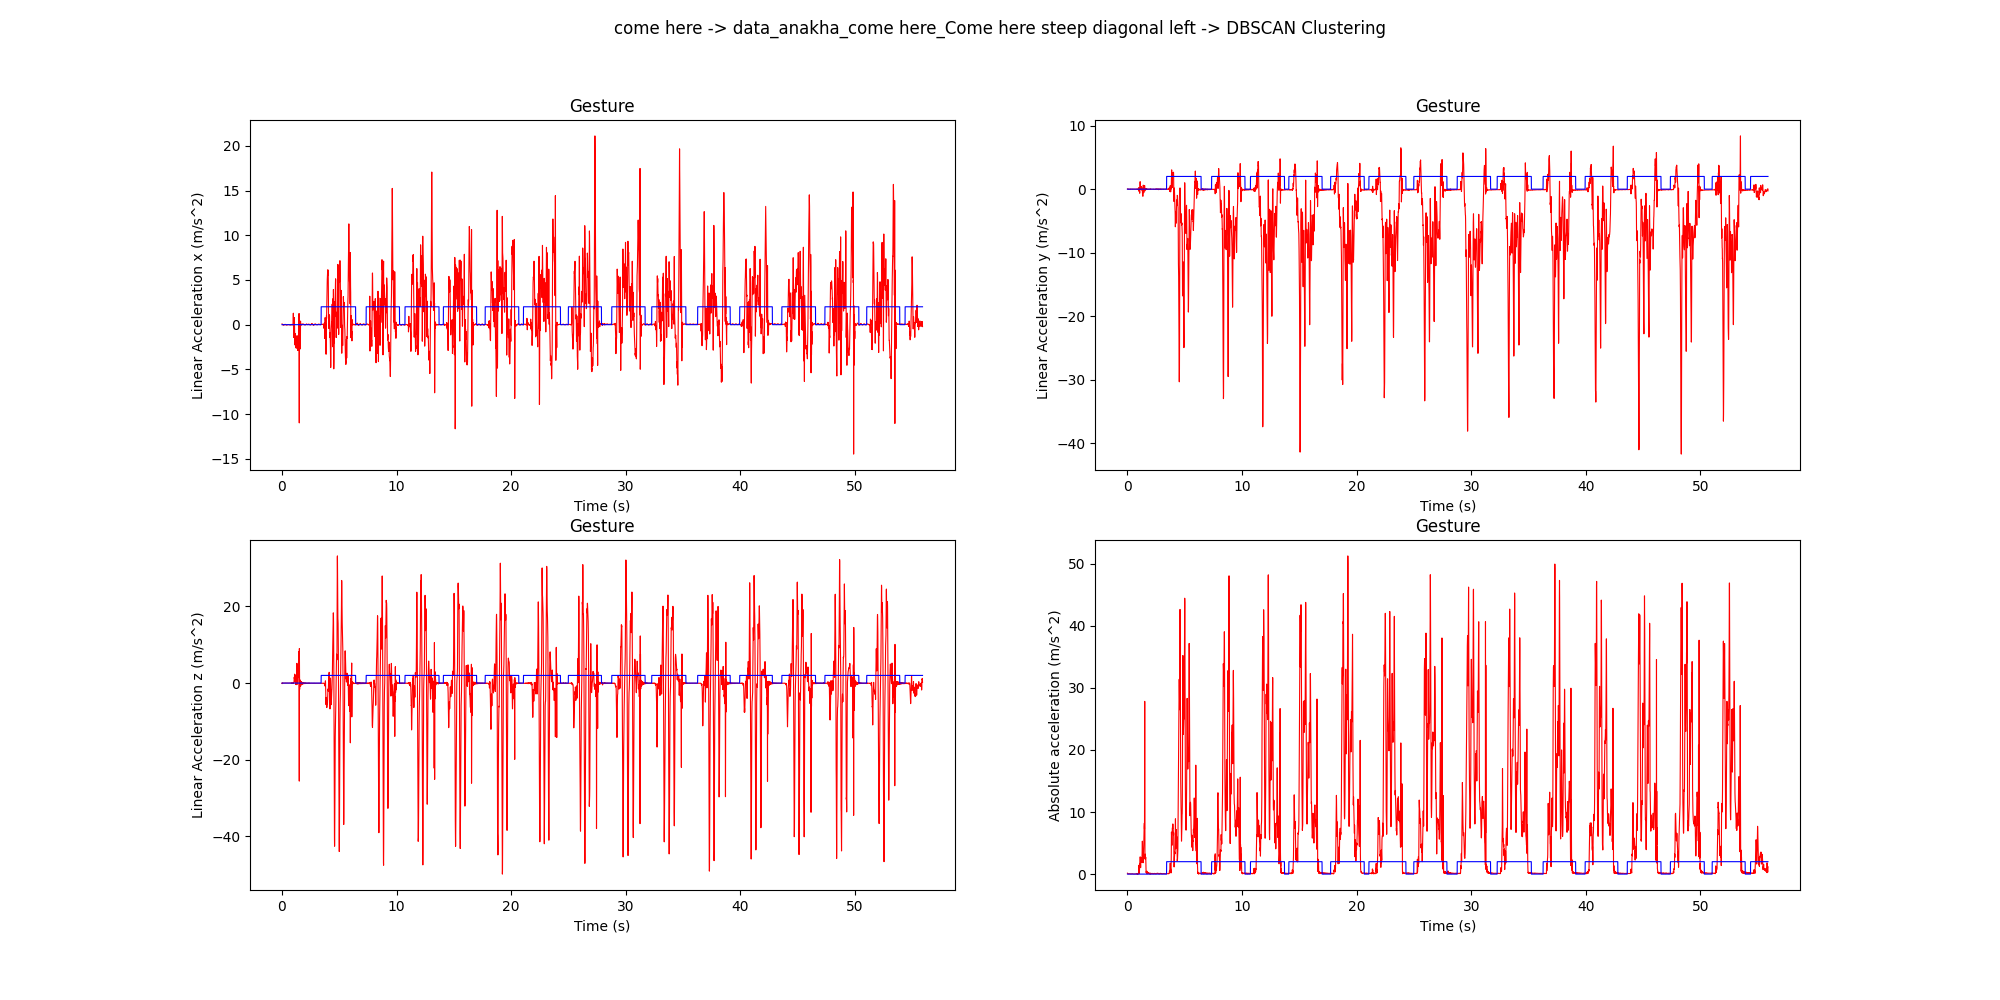 come here -> data_anakha_come here_Come here steep diagonal left -> DBSCAN Clustering
Gesture
Linear Acceleration x (m/s^2)
20
15
10
5
0
−5
−10
−15
0 10 20 30 40 50
Time (s)
Gesture
Linear Acceleration y (m/s^2)
10
0
−10
−20
−30
−40
0 10 20 30 40 50
Time (s)
Gesture
Linear Acceleration z (m/s^2)
20
0
−20
−40
0 10 20 30 40 50
Time (s)
Gesture
Absolute acceleration (m/s^2)
50
40
30
20
10
0
0 10 20 30 40 50
Time (s)